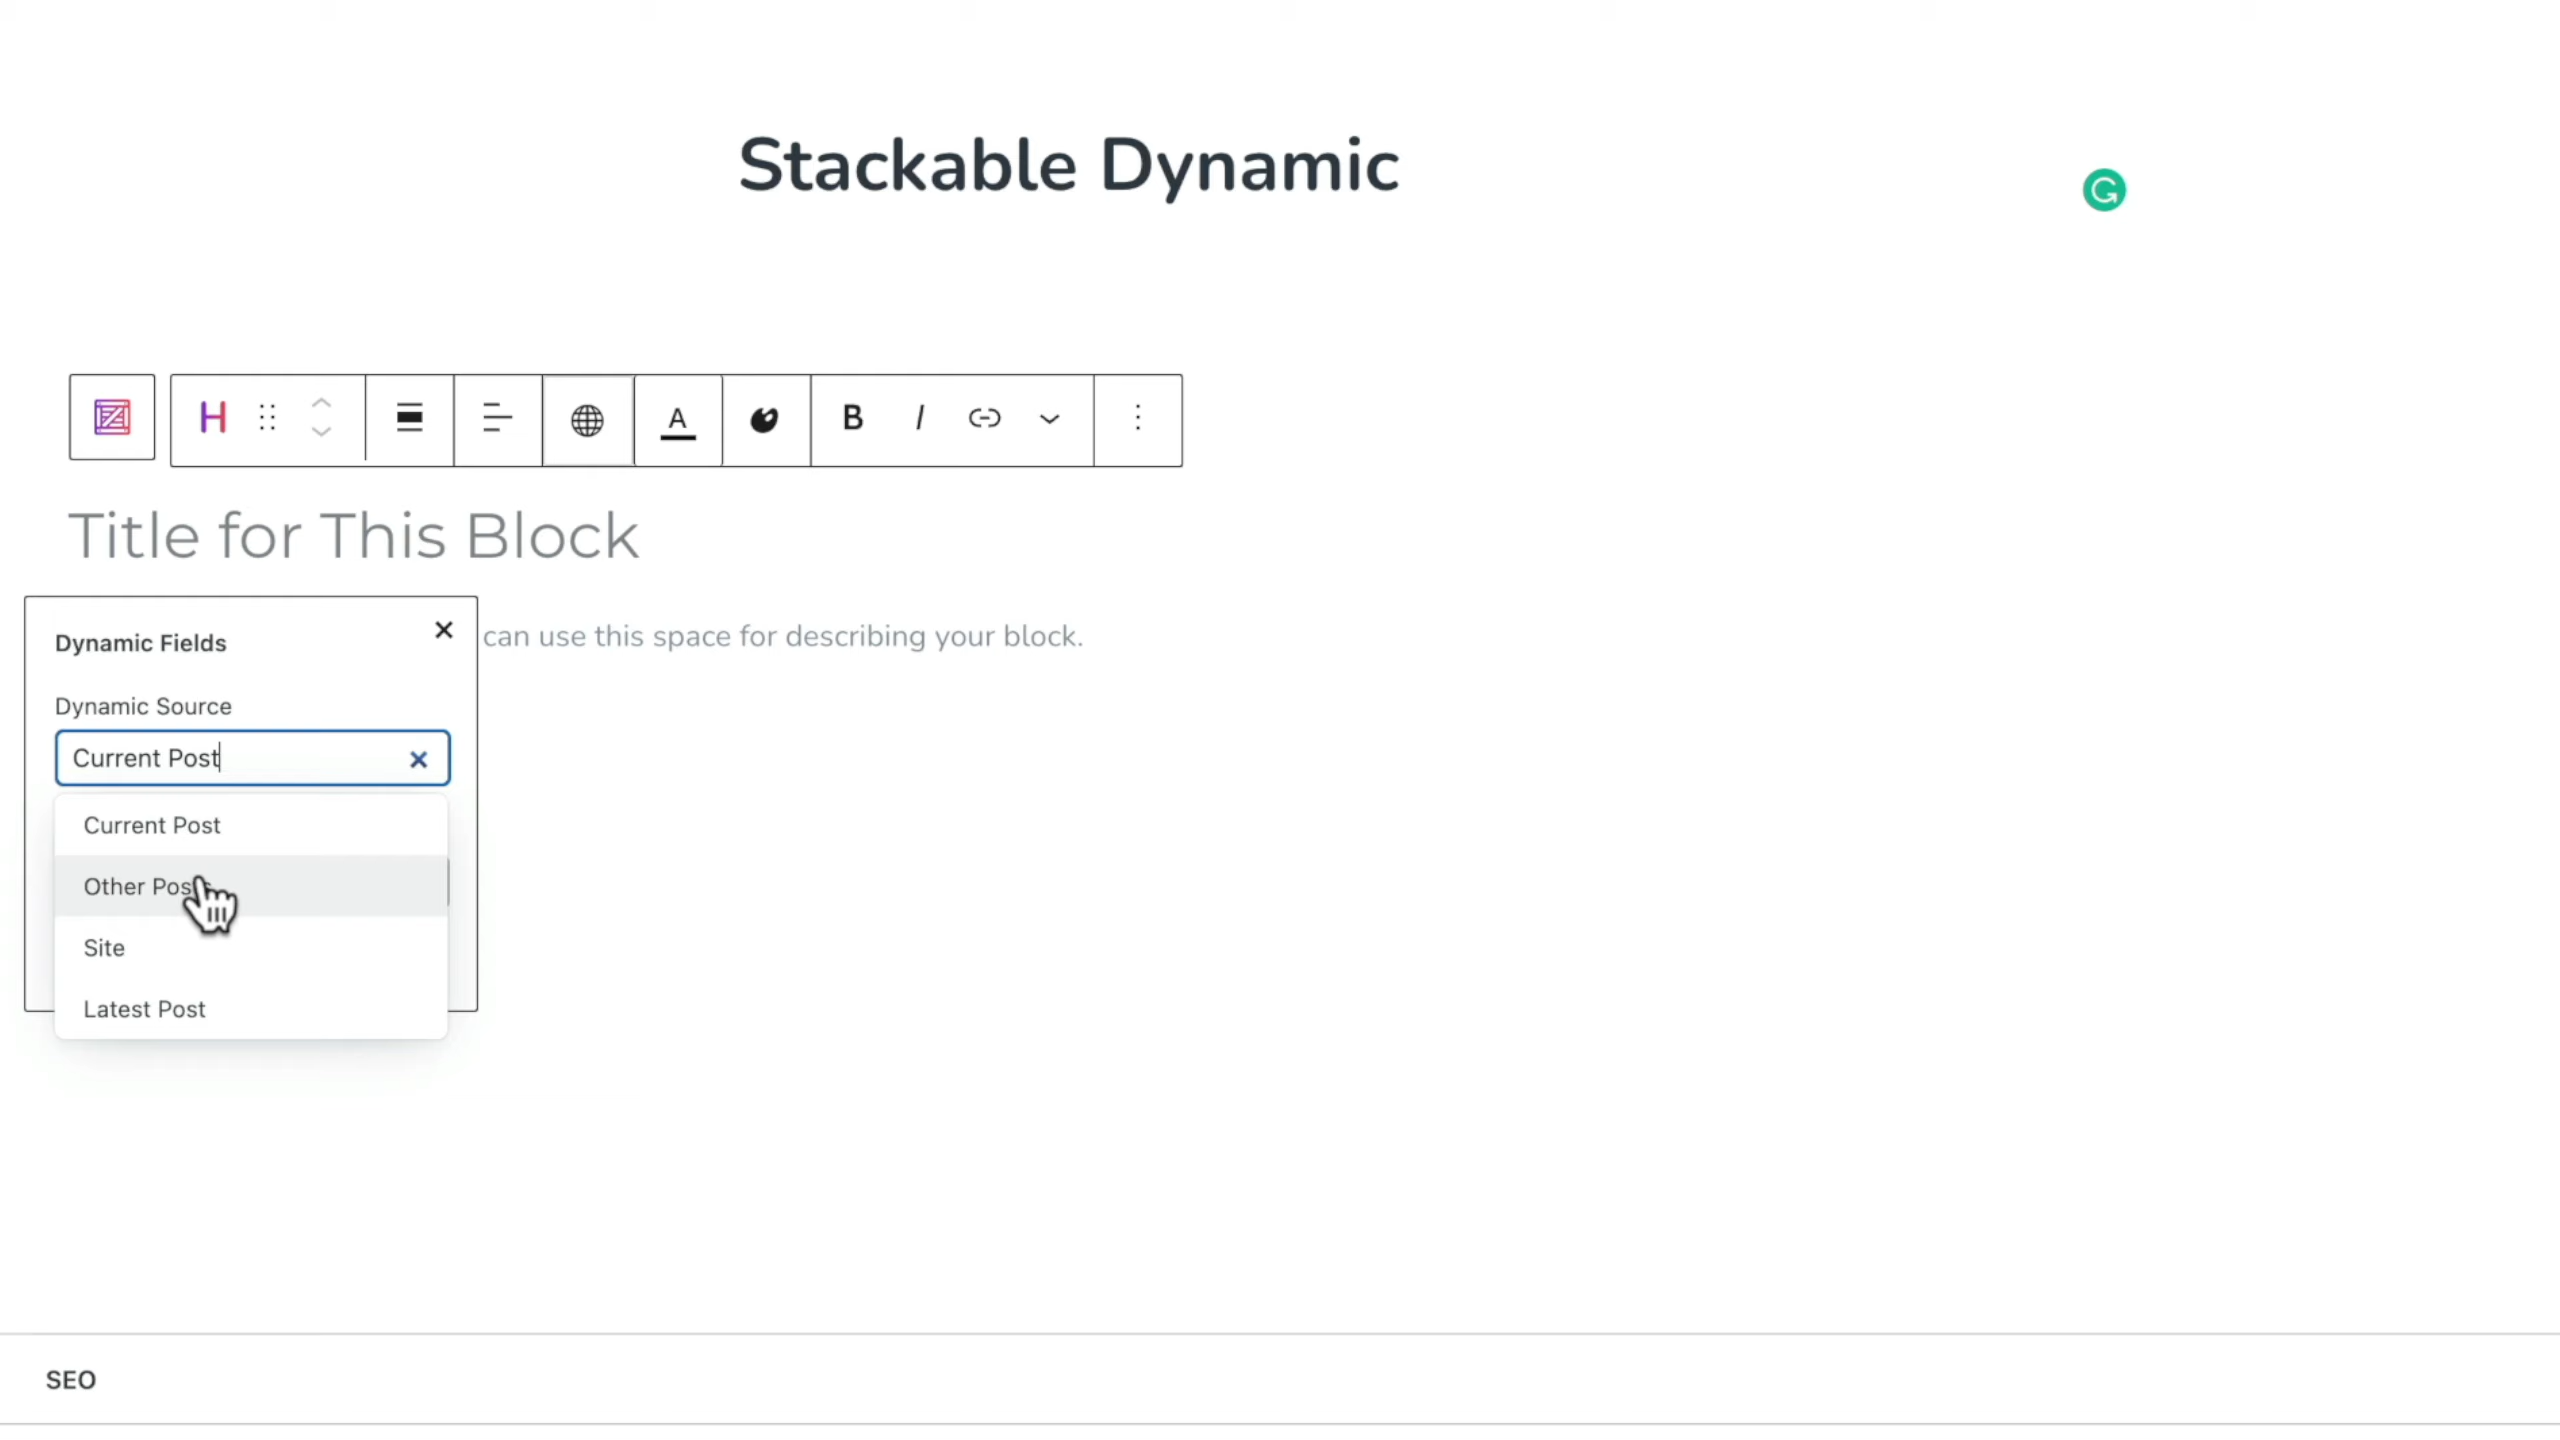 Stackable Dynamic
H
A
B I
Title for This Block
Dynamic Fields
can use this space for describing your block.
Dynamic Source
Current Post
Current Post
Other Posts
Site
Latest Post
SEO